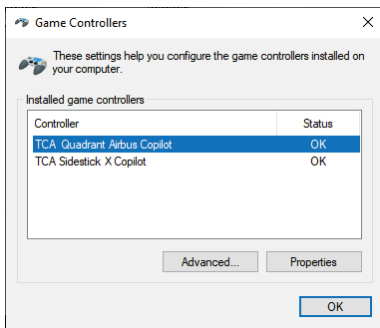 Game Controllers
These settings help you configure the game controllers installed on
your computer.
Installed game controllers
Controller Status
TCA Quadrant Airbus Copilot OK
TCA Sidestick X Copilot OK
Advanced... Properties
OK